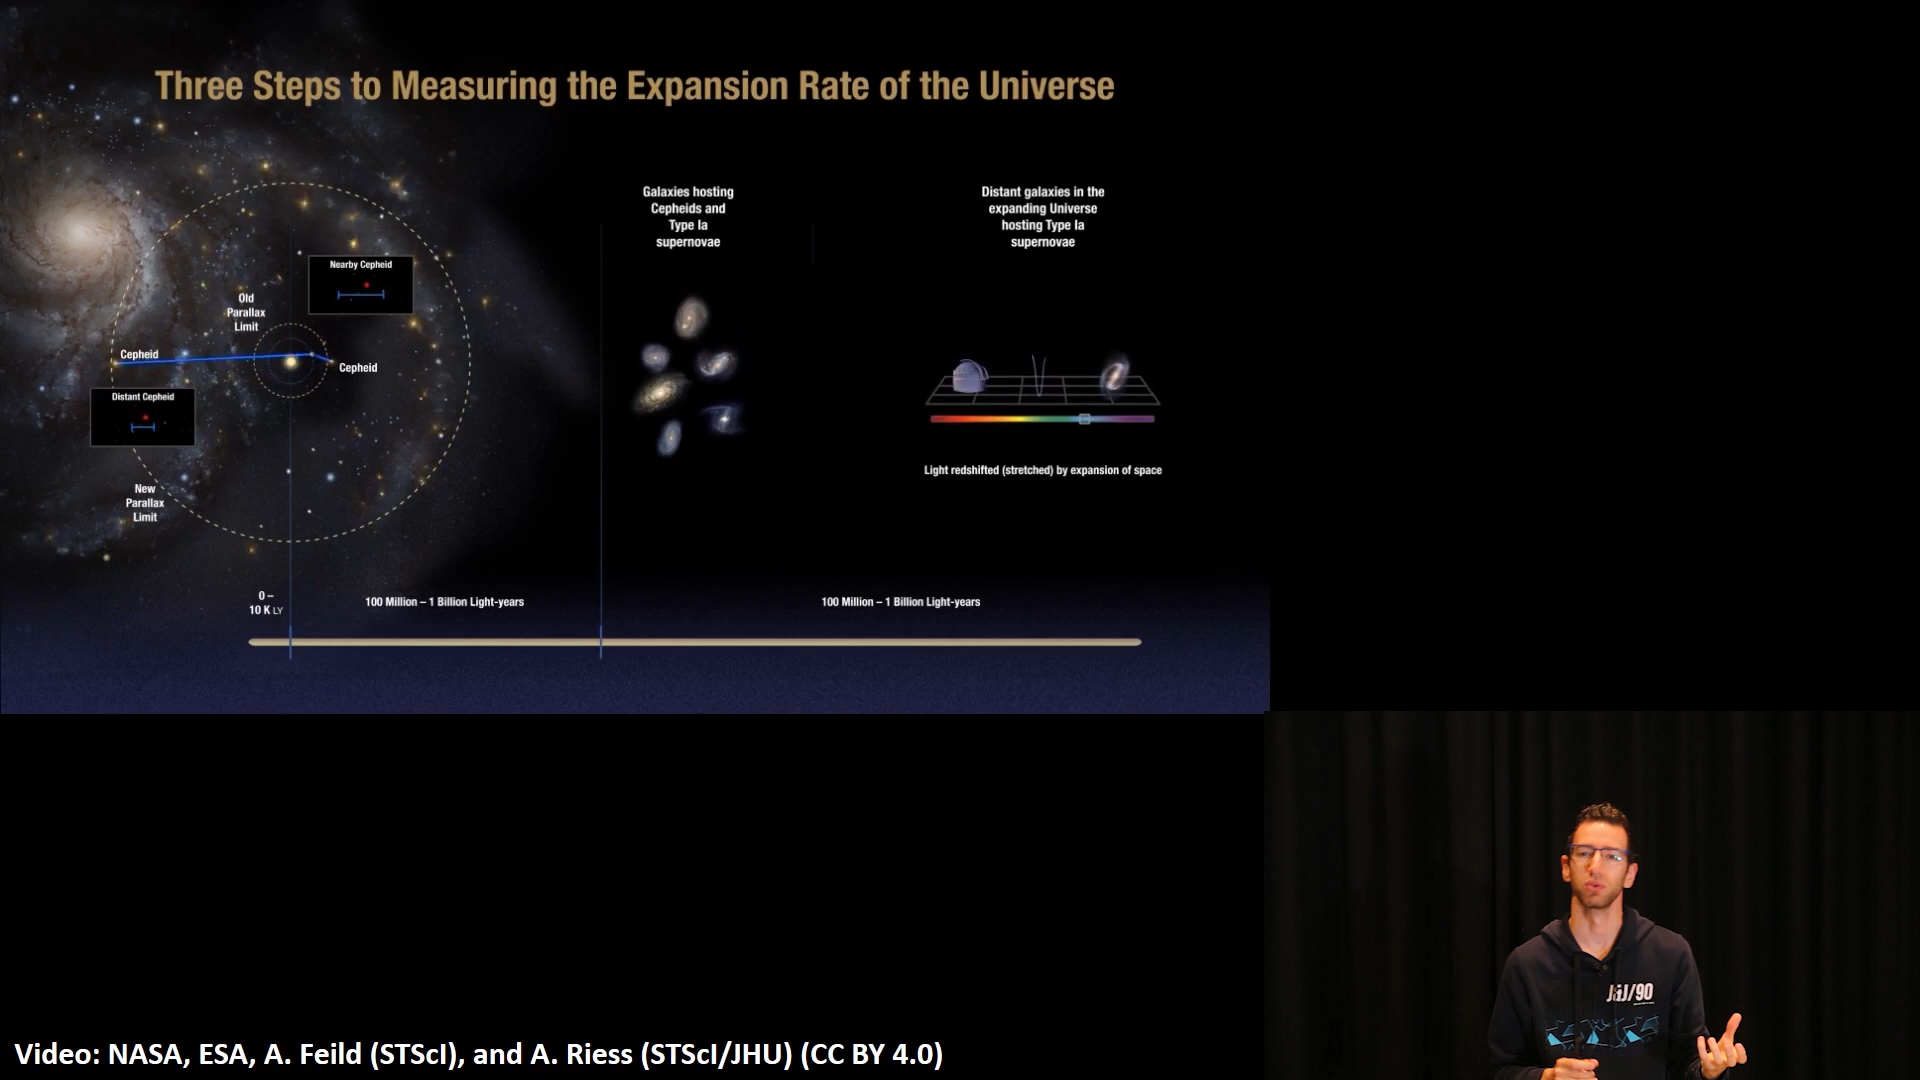 Three Steps to Measuring the Expansion Rate of the Universe
Galaxies hosting
Cepheids and
Type Ia
supernovae
Distant galaxies in the
expanding Universe
hosting Type Ia
supernovae
Nearby Cepheid
Old
Parallax
Limit
Cepheid
Cepheid
Distant Cepheid
New
Parallax
Limit
Light redshifted (stretched) by expansion of space
0 –
10 K LY
100 Million – 1 Billion Light-years
100 Million – 1 Billion Light-years
JàJ/90
Video: NASA, ESA, A. Feild (STScI), and A. Riess (STScI/JHU) (CC BY 4.0)